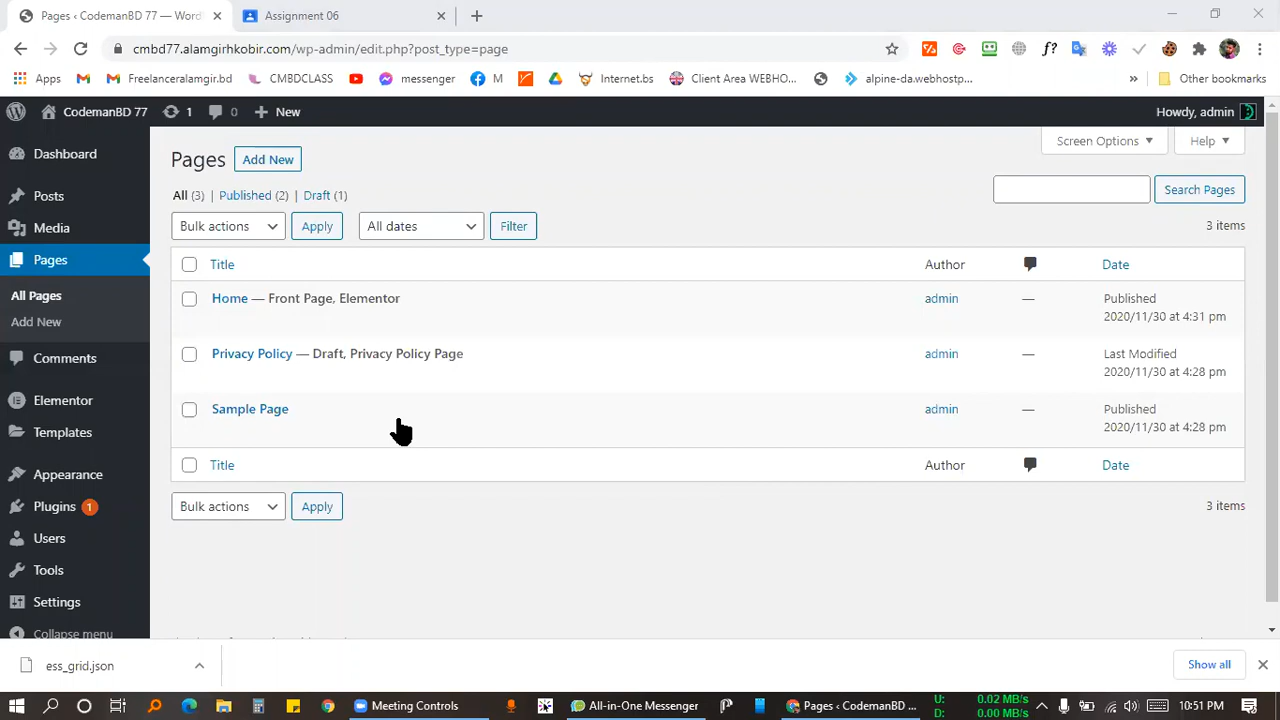 Pages ‹ CodemanBD 77 — Word
Assignment 06
cmbd77.alamgirhkobir.com/wp-admin/edit.php?post_type=page
Apps
Freelanceralamgir.bd
CMBDCLASS
messenger
M
Internet.bs
Client Area WEBHO...
alpine-da.webhostp...
»
Other bookmarks
CodemanBD 77
1
0
New
Howdy, admin
Dashboard
Posts
Media
Pages
All Pages
Add New
Comments
Elementor
Templates
Appearance
Plugins 1
Users
Tools
Settings
Collapse menu
Pages
Add New
Screen Options
Help
All (3) | Published (2) | Draft (1)
Search Pages
Bulk actions
Apply
All dates
Filter
3 items
Title
Author
Date
Home — Front Page, Elementor
admin
—
Published
2020/11/30 at 4:31 pm
Privacy Policy — Draft, Privacy Policy Page
admin
—
Last Modified
2020/11/30 at 4:28 pm
Sample Page
admin
—
Published
2020/11/30 at 4:28 pm
Title
Author
Date
Bulk actions
Apply
3 items
ess_grid.json
Show all
Meeting Controls
All-in-One Messenger
Pages ‹ CodemanBD ...
U: 0.02 MB/s
D: 0.00 MB/s
10:51 PM